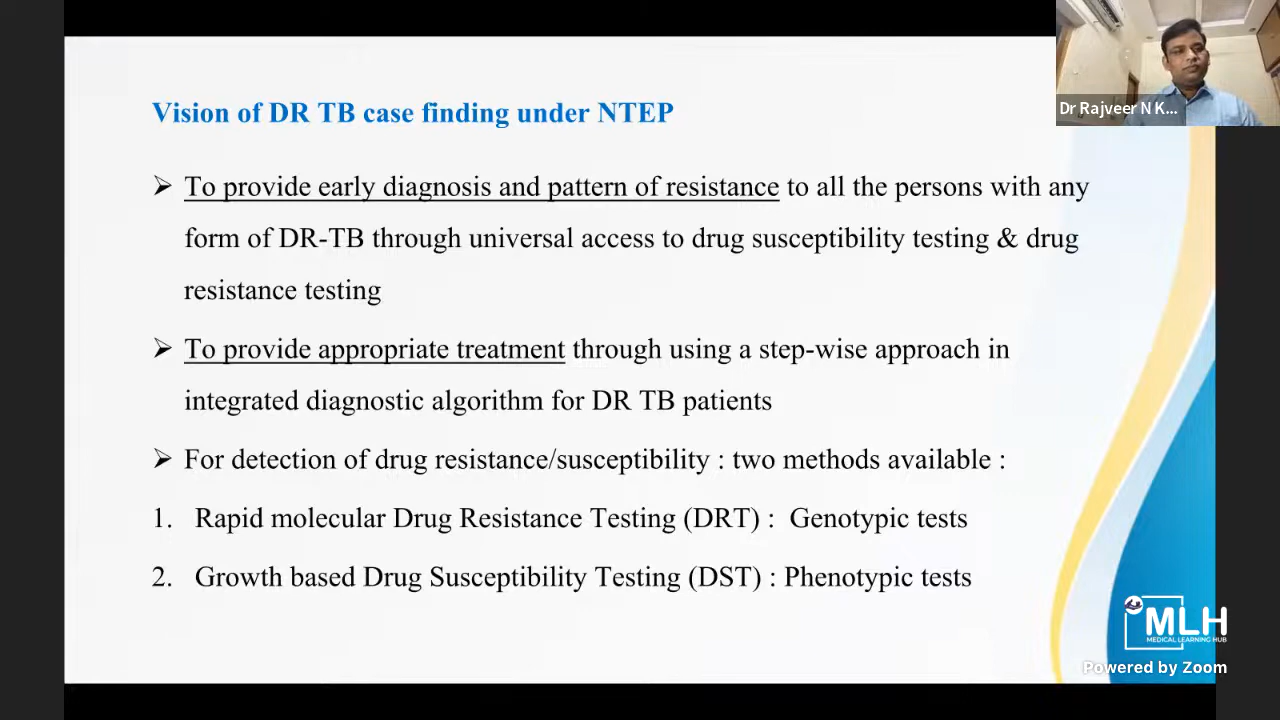 Vision of DR TB case finding under NTEP
Dr Rajveer N K...
➢ To provide early diagnosis and pattern of resistance to all the persons with any
form of DR-TB through universal access to drug susceptibility testing & drug
resistance testing
➢ To provide appropriate treatment through using a step-wise approach in
integrated diagnostic algorithm for DR TB patients
➢ For detection of drug resistance/susceptibility : two methods available :
1. Rapid molecular Drug Resistance Testing (DRT) : Genotypic tests
2. Growth based Drug Susceptibility Testing (DST) : Phenotypic tests
MLH
MEDICAL LEARNING HUB
Powered by Zoom